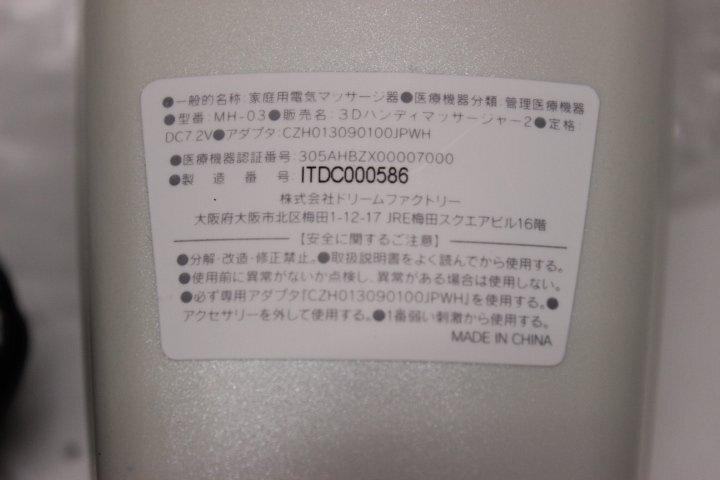 ●一般的名称:家庭用電気マッサージ器●医療機器分類:管理医療機器
●型番:MH-03●販売名:3Dハンディマッサージャー2●定格:
DC7.2V●アダプタ:CZH013090100JPWH
●医療機器認証番号:305AHBZX00007000
●製造番号:ITDC000586
株式会社ドリームファクトリー
大阪府大阪市北区梅田1-12-17 JRE梅田スクエアビル16階
【安全に関するご注意】
●分解・改造・修正禁止。●取扱説明書をよく読んでから使用する。
●使用前に異常がないか点検し、異常がある場合は使用しない。
●必ず専用アダプタ「CZH013090100JPWH」を使用する。●
アクセサリーを外して使用する。●1番弱い刺激から使用する。
MADE IN CHINA